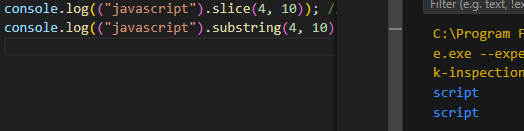 console.log(("javascript").slice(4, 10)); //
console.log(("javascript").substring(4, 10)
Filter (e.g. text, !ex
C:\Program F
e.exe --expe
k-inspection
script
script